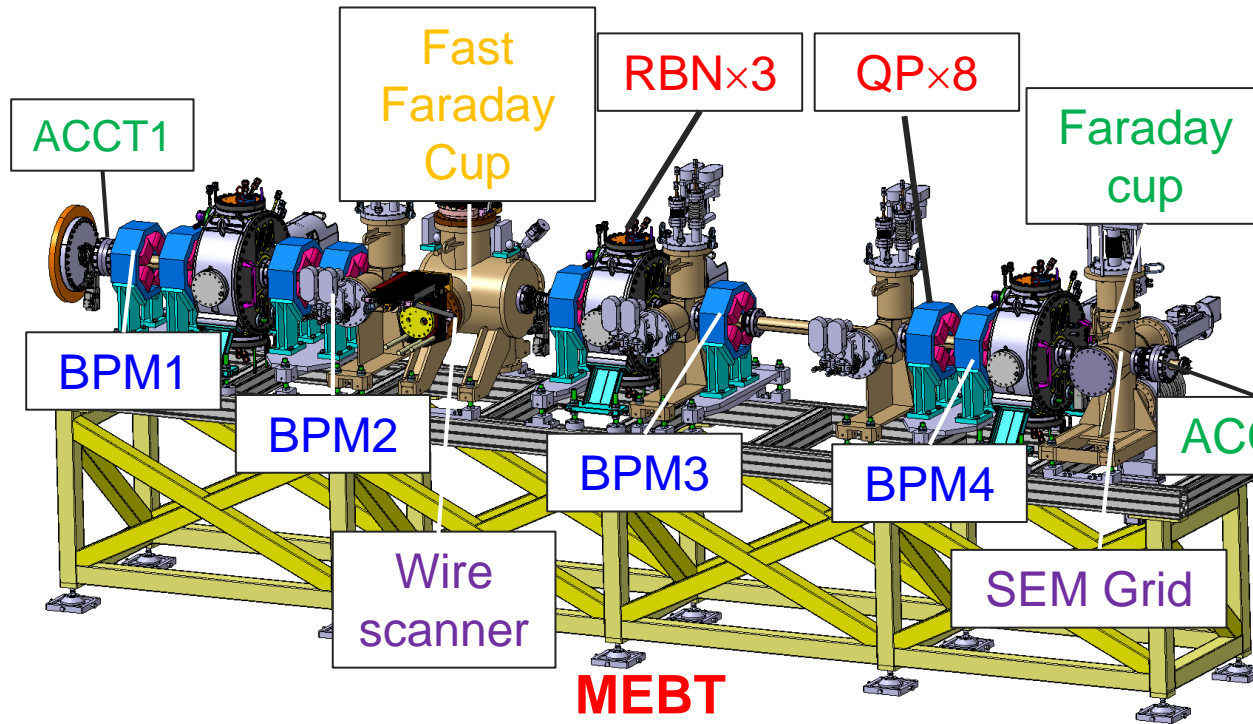 Fast
Faraday
Cup
RBN×3
QP×8
ACCT1
Faraday
cup
BPM1
BPM2
BPM3
BPM4
Wire
scanner
SEM Grid
MEBT